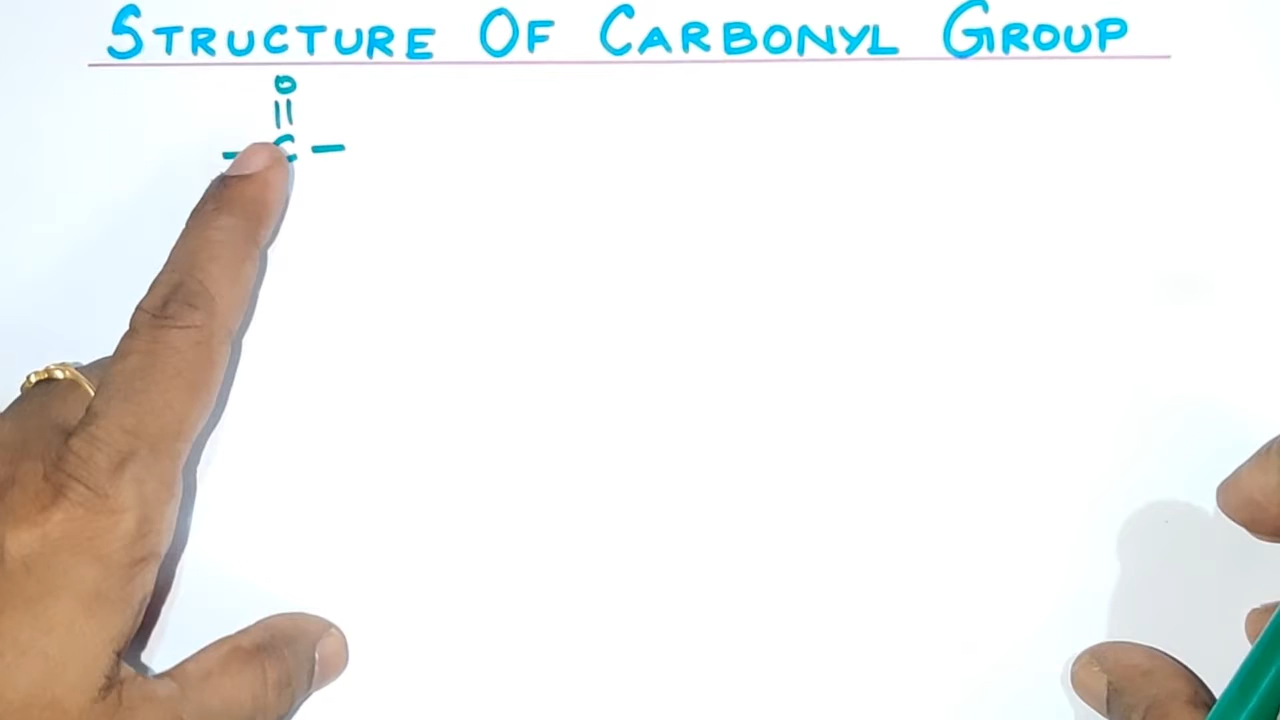 STRUCTURE OF CARBONYL GROUP
O
||
- C -